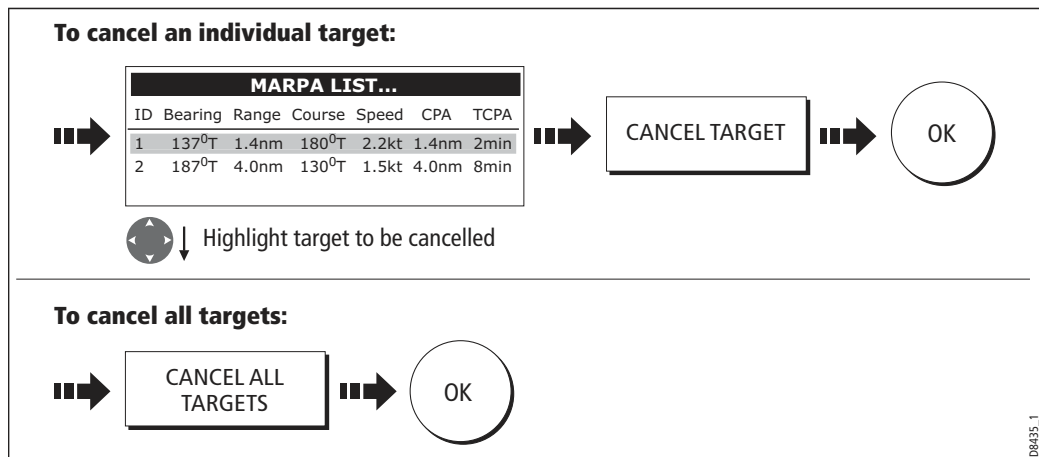 To cancel an individual target:
MARPA LIST...
ID Bearing Range Course Speed CPA TCPA
1 137⁰T 1.4nm 180⁰T 2.2kt 1.4nm 2min
2 187⁰T 4.0nm 130⁰T 1.5kt 4.0nm 8min
CANCEL TARGET
OK
Highlight target to be cancelled
To cancel all targets:
CANCEL ALL
TARGETS
OK
D8435_1